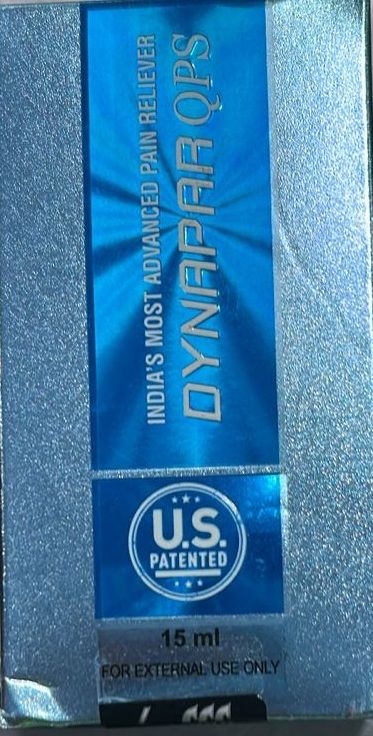 INDIA'S MOST ADVANCED PAIN RELIEVER
DYNAPAR QPS
U.S.
PATENTED
15 ml
FOR EXTERNAL USE ONLY